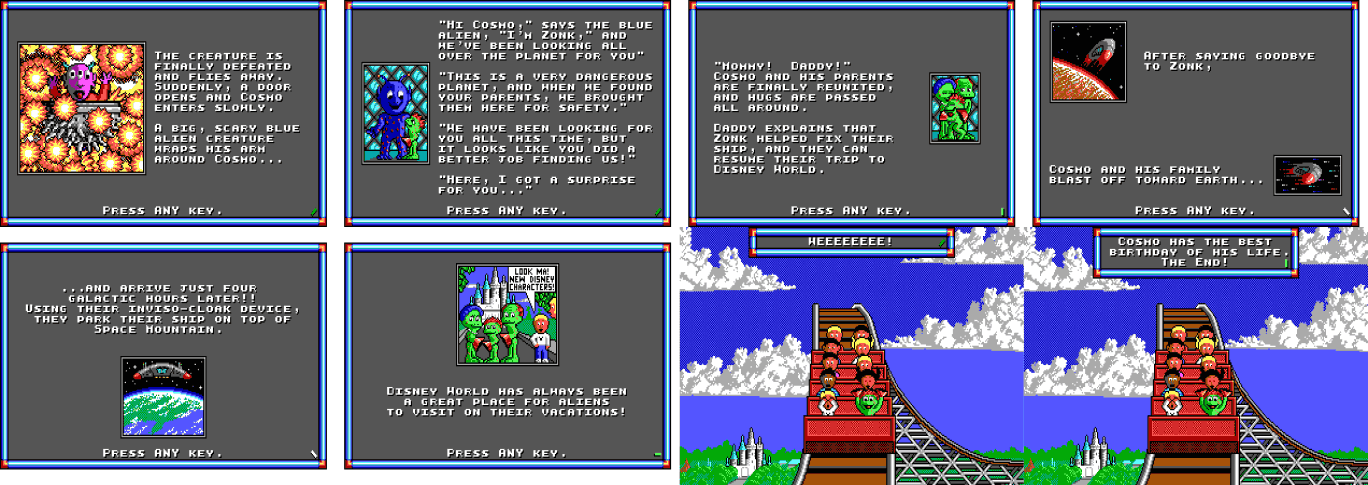 The creature is
finally defeated
and flies away.
Suddenly, a door
opens and Cosmo
enters slowly.
A big, scary blue
alien creature
wraps his arm
around Cosmo...
Press ANY key.
"Hi Cosmo," says the blue
alien, "I'm Zonk," and
we've been looking all
over the planet for you"
"This is a very dangerous
planet, and when we found
your parents, we brought
them here for safety."
"We have been looking for
you all this time, but
it looks like you did a
better job finding us!"
"Here, I got a surprise
for you..."
Press ANY key.
"Mommy!  Daddy!"
Cosmo and his parents
are finally reunited,
and hugs are passed
all around.
Daddy explains that
Zonk helped fix their
ship, and they can
resume their trip to
Disney World.
Press ANY key.
After saying goodbye
to Zonk,
Cosmo and his family
blast off toward earth...
Press ANY key.
...and arrive just four
galactic hours later!!
Using their inviso-cloak device,
they park their ship on top of
Space Mountain.
Press ANY key.
LOOK MA!
NEW DISNEY
CHARACTERS!
Disney World has always been
a great place for aliens
to visit on their vacations!
Press ANY key.
WEEEEEEEE!
Cosmo has the best
birthday of his life.
The End!